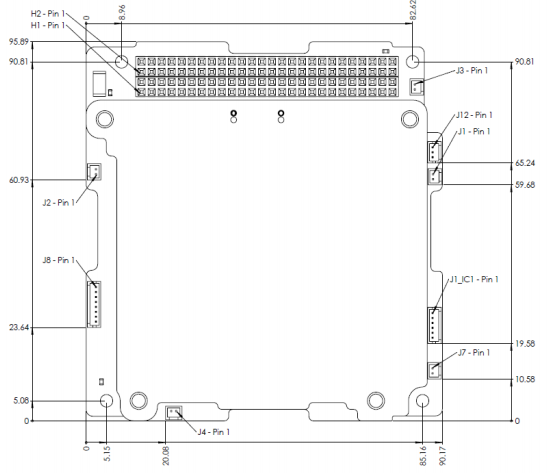 0
8.96
82.62
H2 - Pin 1
H1 - Pin 1
95.89
90.81
90.81
J3 - Pin 1
J12 - Pin 1
J1 - Pin 1
65.24
60.93
59.68
J2 - Pin 1
J8 - Pin 1
J1_IC1 - Pin 1
23.64
19.58
J7 - Pin 1
10.58
5.08
0
0
J4 - Pin 1
0
5.15
20.08
85.16
90.17